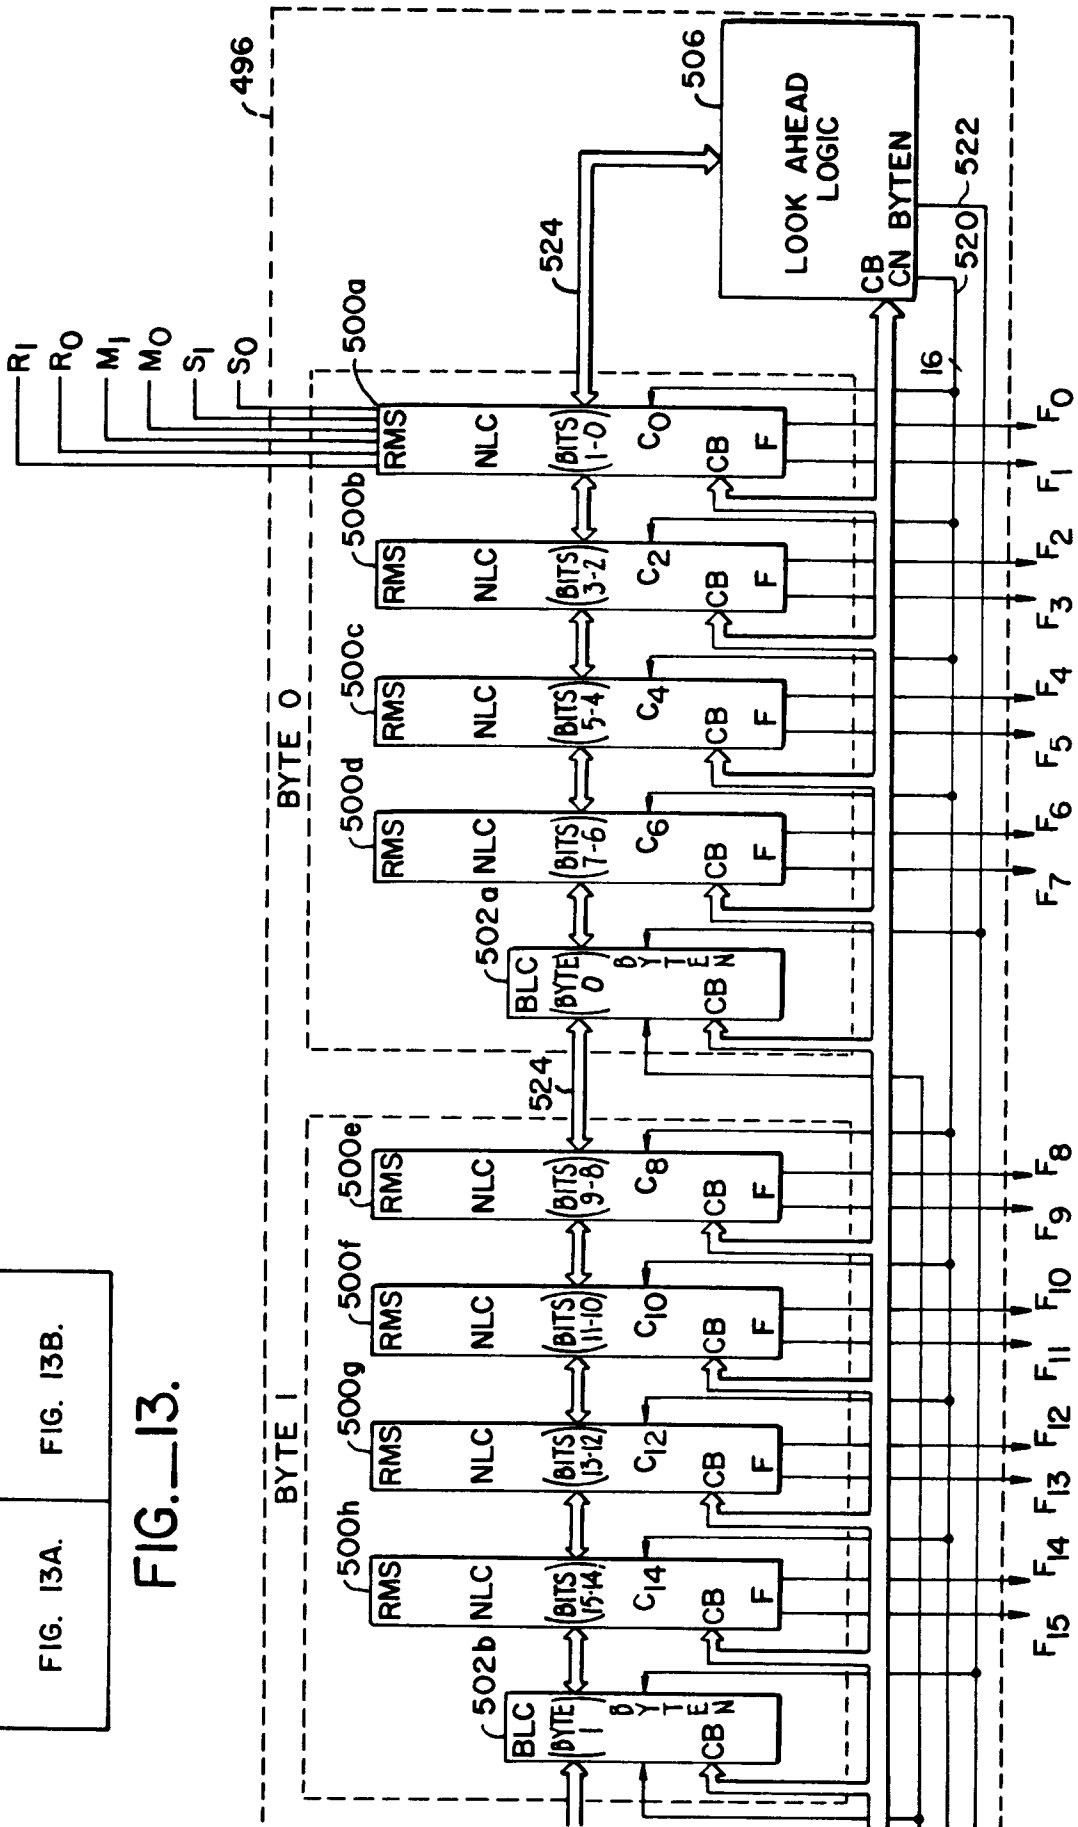 FIG. 13A.
FIG. 13B.
FIG.—13.
496
BYTE 1
BYTE 0
R1
R0
M1
M0
S1
S0
502b
500h
500g
500f
500e
524
502a
500d
500c
500b
500a
524
506
BLC
(BYTE 1)
BYTEN
CB
RMS
NLC
(BITS 15-14)
C14
CB
F
RMS
NLC
(BITS 13-12)
C12
CB
F
RMS
NLC
(BITS 11-10)
C10
CB
F
RMS
NLC
(BITS 9-8)
C8
CB
F
BLC
(BYTE 0)
BYTEN
CB
RMS
NLC
(BITS 7-6)
C6
CB
F
RMS
NLC
(BITS 5-4)
C4
CB
F
RMS
NLC
(BITS 3-2)
C2
CB
F
RMS
NLC
(BITS 1-0)
C0
CB
F
LOOK AHEAD
LOGIC
CB
CN BYTEN
16
520
522
F15
F14
F13
F12
F11
F10
F9
F8
F7
F6
F5
F4
F3
F2
F1
F0